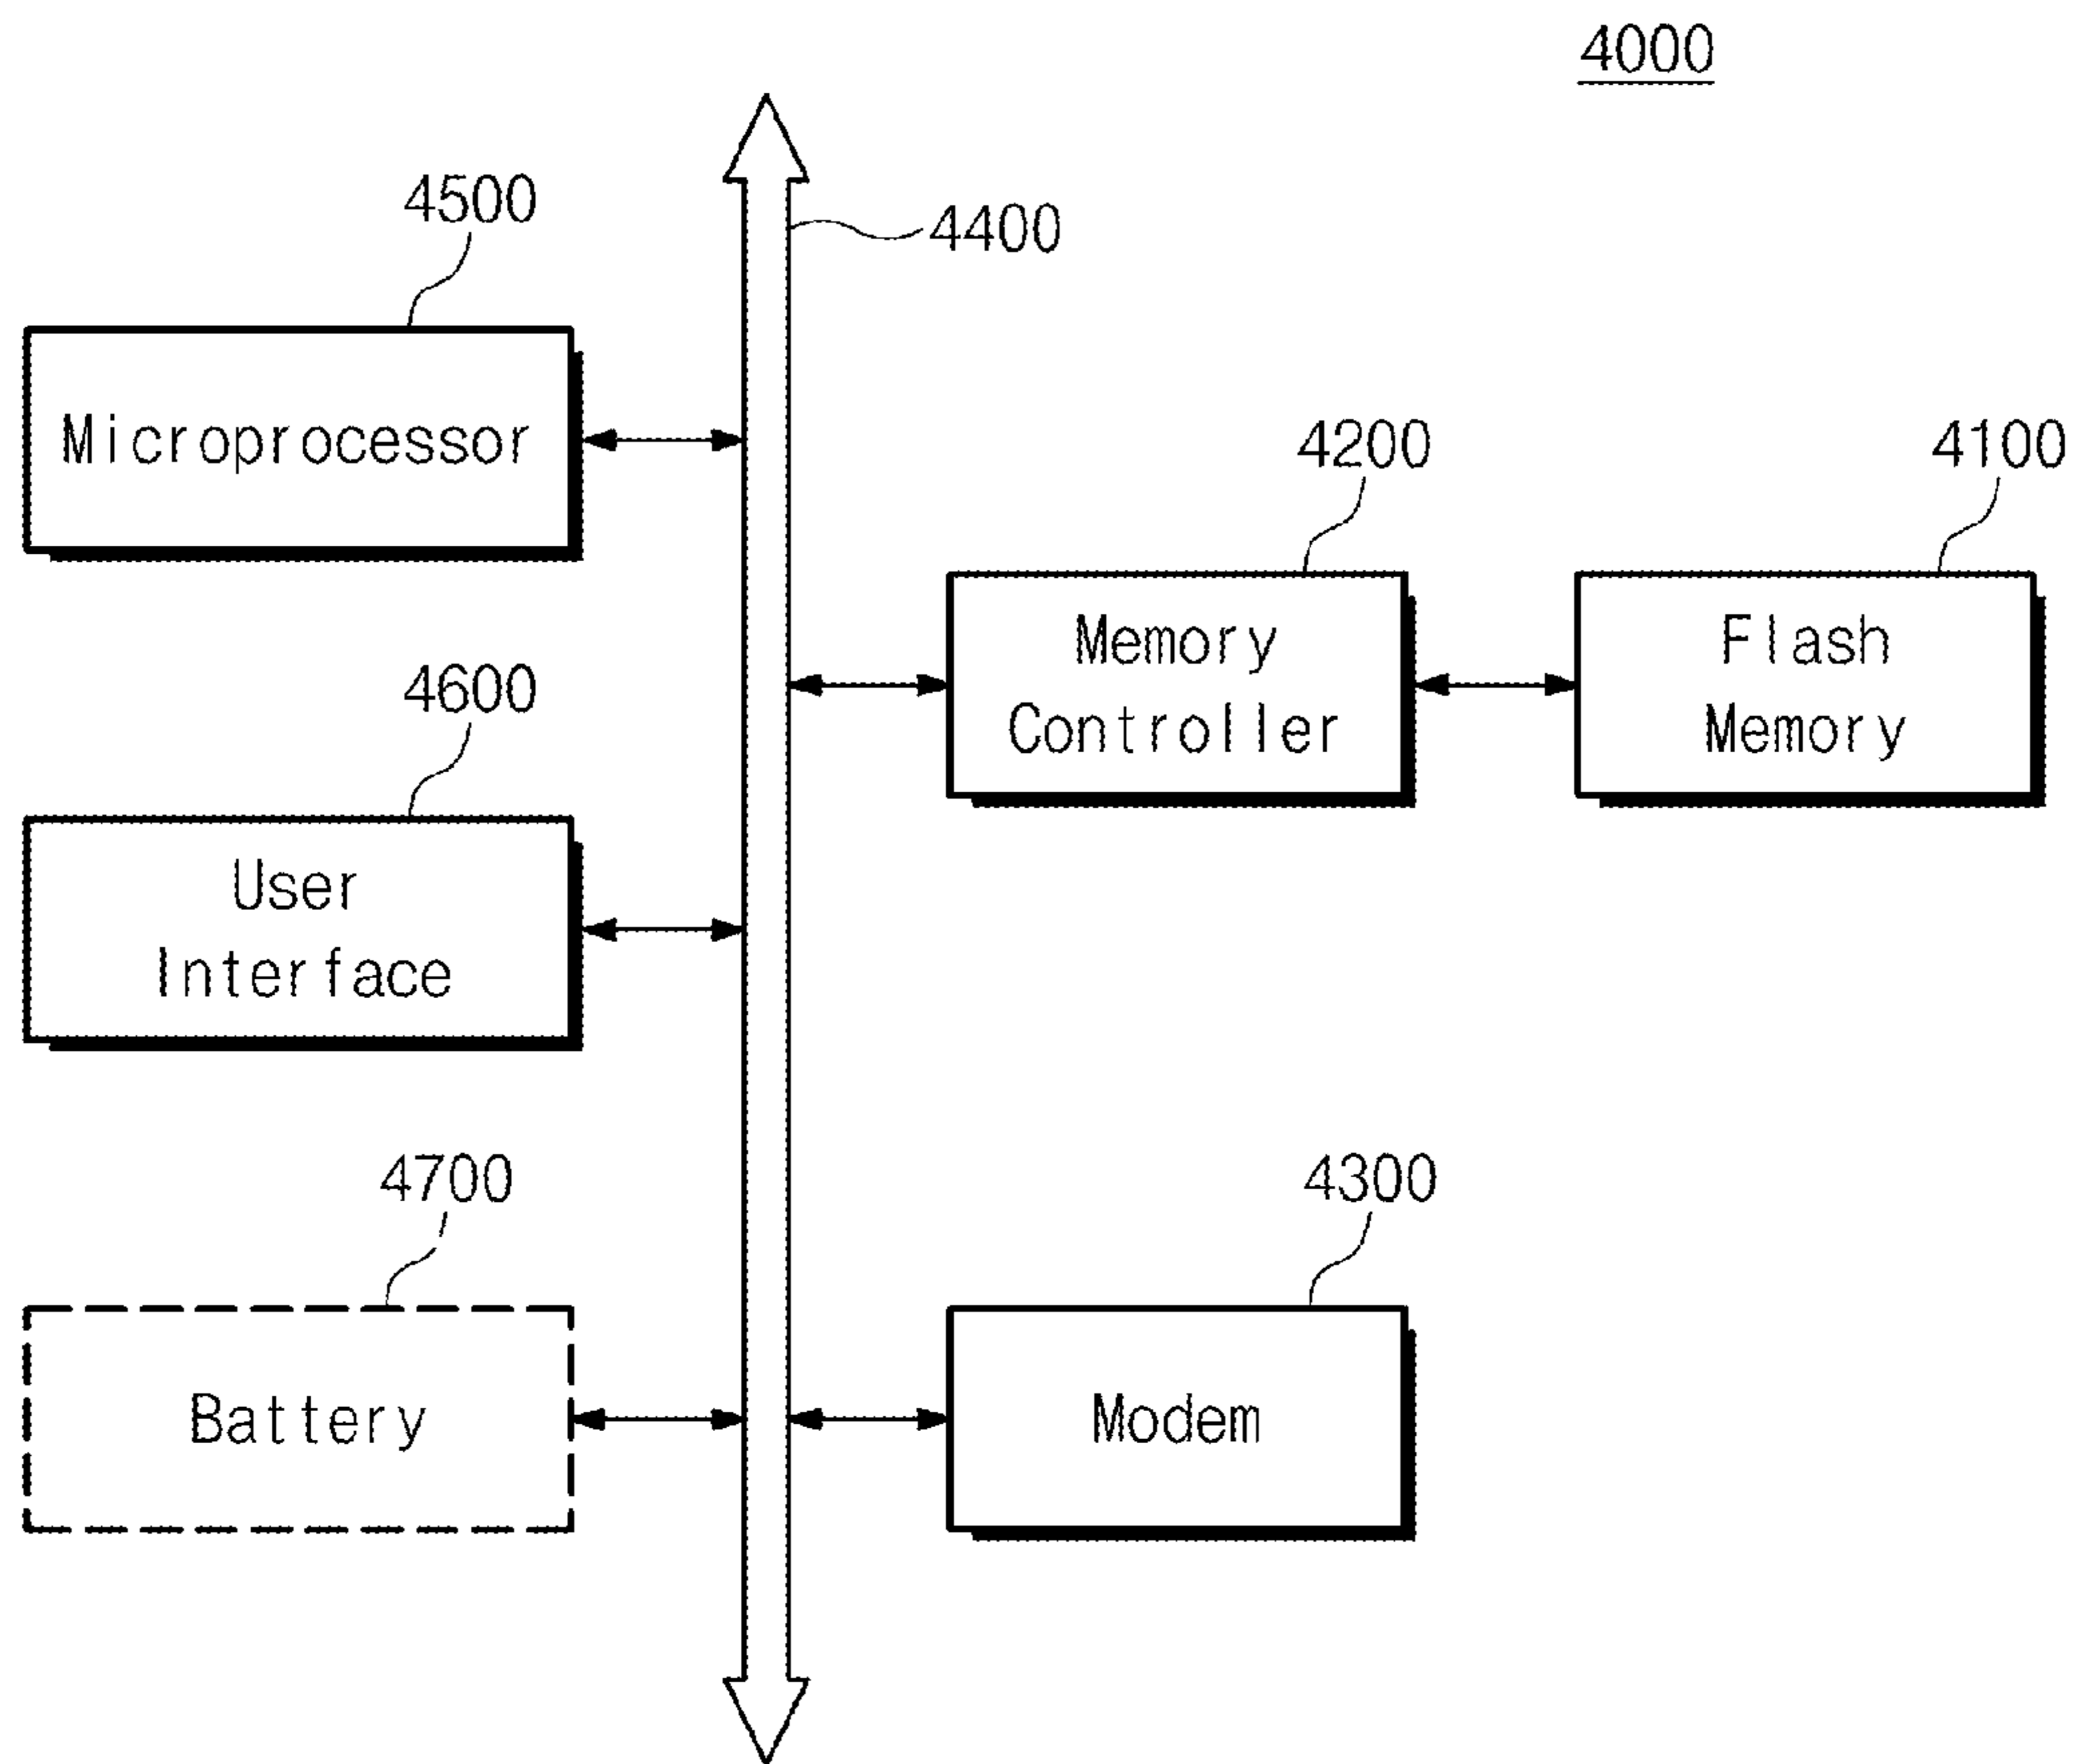 4000
4500
4400
Microprocessor
4200
4100
Memory
Controller
Flash
Memory
4600
User
Interface
4700
4300
Battery
Modem